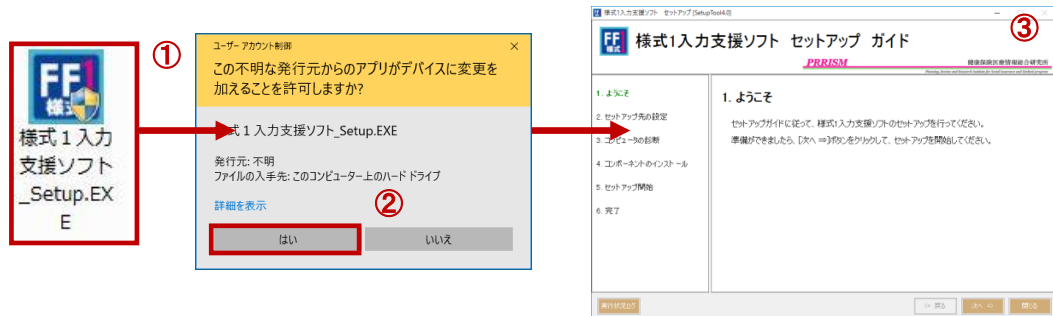 ①
FF1
様式
様式１入力
支援ソフト
_Setup.EX
E
ユーザー アカウント制御
×
この不明な発行元からのアプリがデバイスに変更を
加えることを許可しますか?
式１入力支援ソフト_Setup.EXE
発行元: 不明
ファイルの入手先: このコンピューター上のハード ドライブ
詳細を表示
②
はい
いいえ
様式1入力支援ソフト セットアップ [SetupTool4.0]
③
様式1入力支援ソフト セットアップ ガイド
PRRISM
健康保険医療情報総合研究所
Planning, Review and Research Institute for Social insurance and Medical program
1. ようこそ
2. セットアップ先の設定
3. コンピュータの診断
4. コンポーネントのインストール
5. セットアップ開始
6. 完了
1. ようこそ
セットアップガイドに従って、様式1入力支援ソフトのセットアップを行ってください。
準備ができましたら、[次へ ⇒]ボタンをクリックして、セットアップを開始してください。
実行状況ログ
⇐ 戻る
次へ ⇒
閉じる